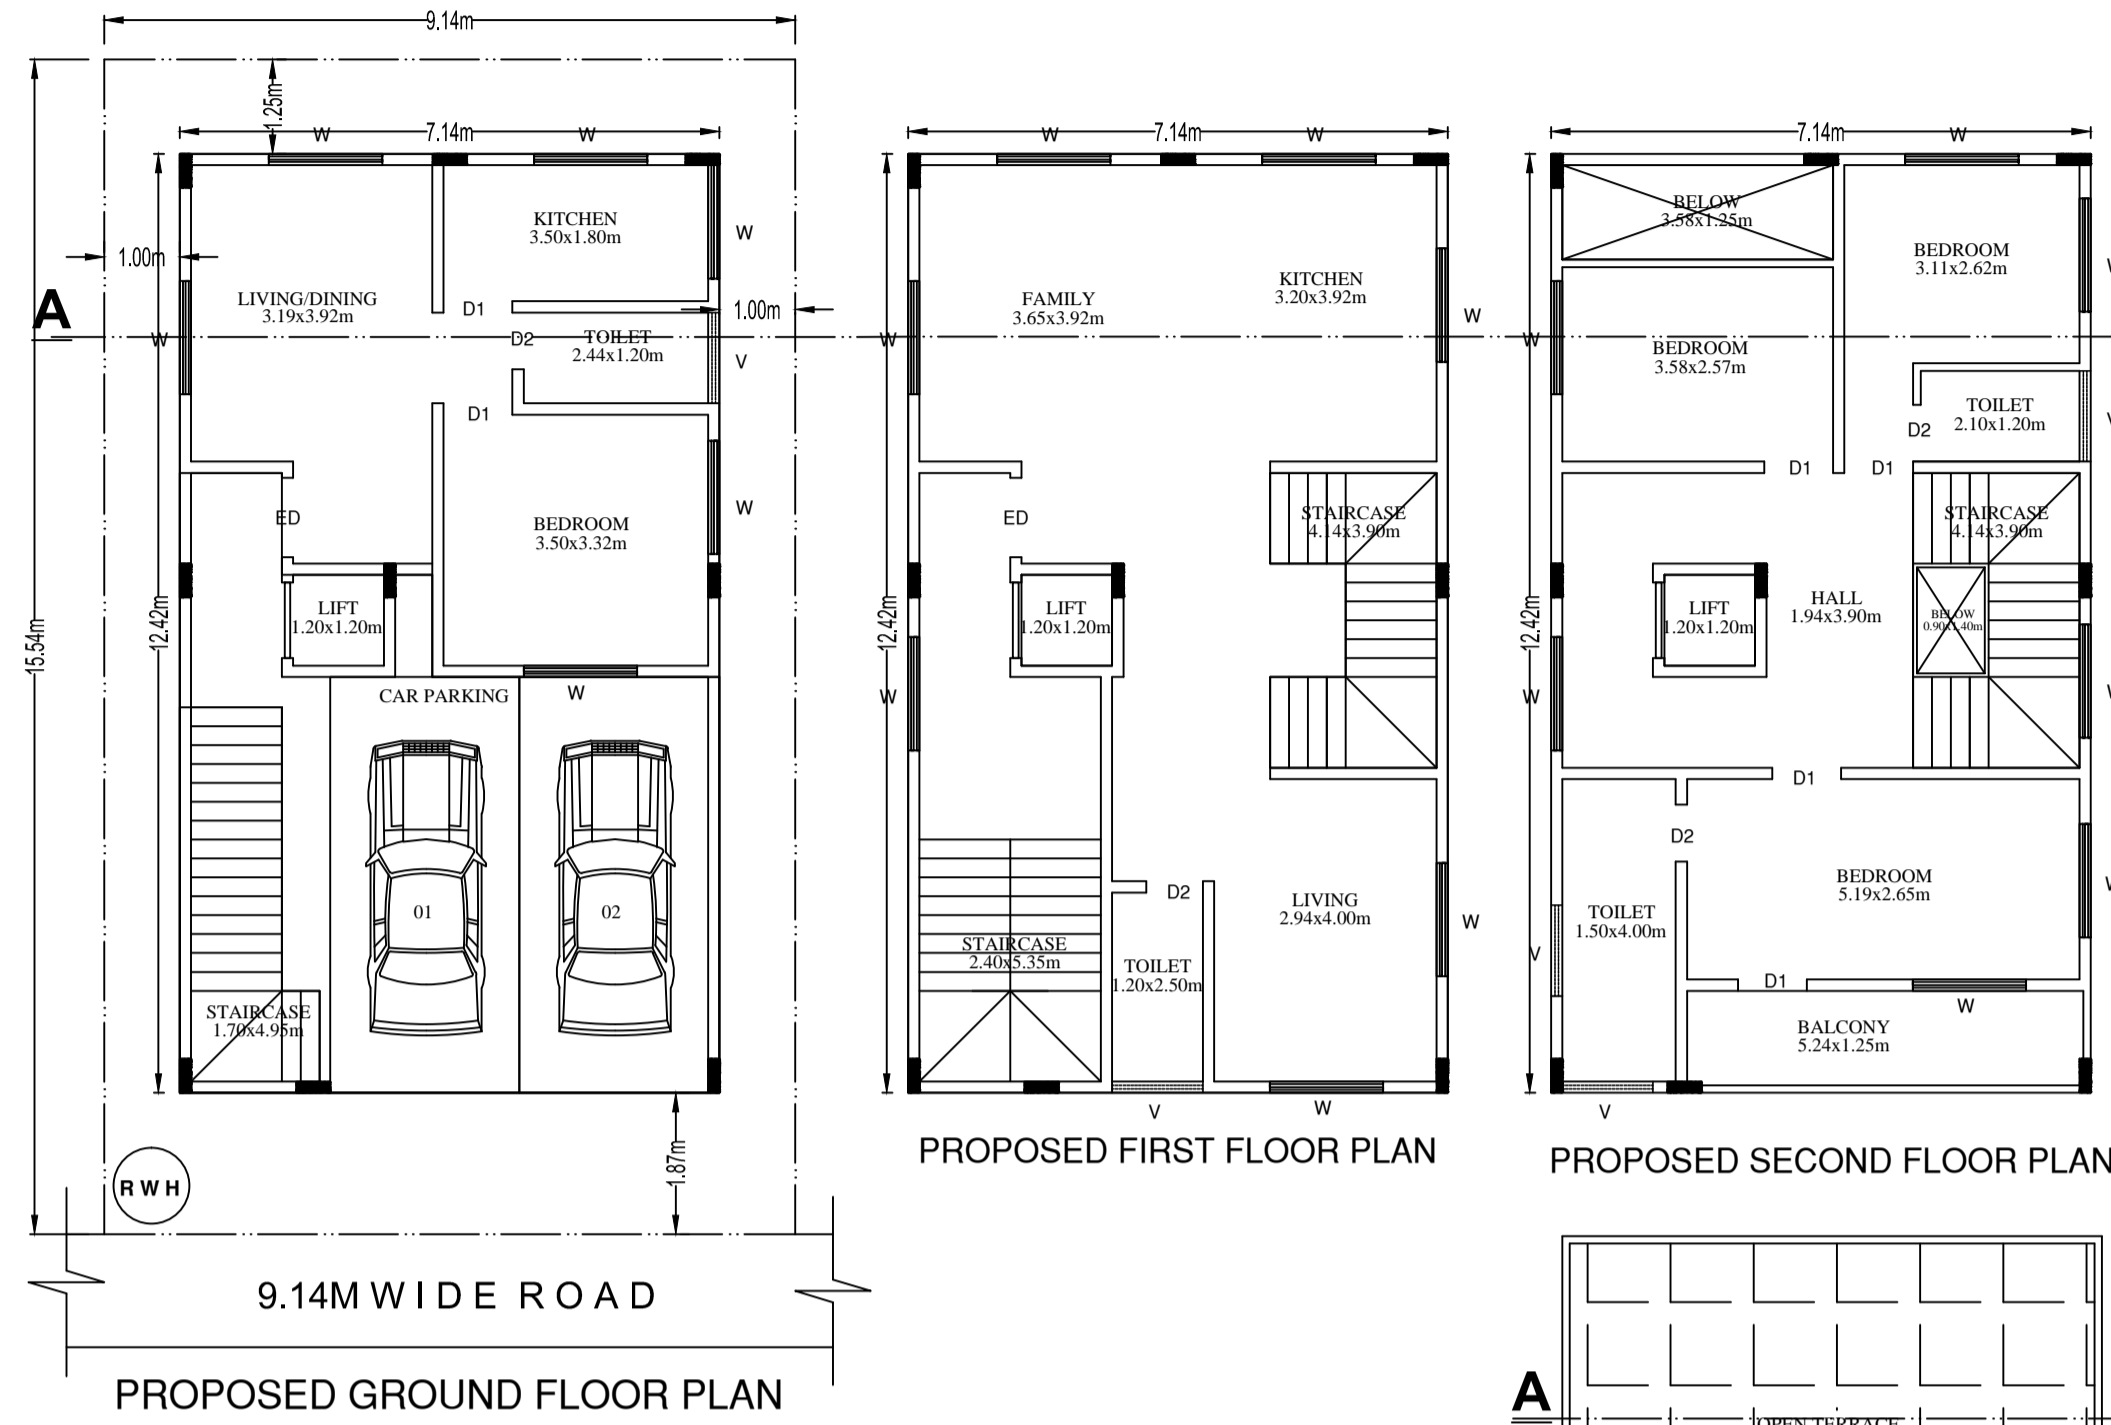 9.14m
1.25m
W
7.14m
W
KITCHEN
3.50x1.80m
W
1.00m
LIVING/DINING
3.19x3.92m
A
W
D1
1.00m
D2
TOILET
2.44x1.20m
V
D1
ED
BEDROOM
3.50x3.32m
W
15.54m
12.42m
LIFT
1.20x1.20m
CAR PARKING
W
01
02
STAIRCASE
1.70x4.95m
1.87m
RWH
9.14M WIDE ROAD
PROPOSED GROUND FLOOR PLAN
W
7.14m
W
KITCHEN
3.20x3.92m
FAMILY
3.65x3.92m
W
W
ED
STAIRCASE
4.14x3.90m
12.42m
LIFT
1.20x1.20m
W
D2
LIVING
2.94x4.00m
W
STAIRCASE
2.40x5.35m
TOILET
1.20x2.50m
V
W
PROPOSED FIRST FLOOR PLAN
7.14m
W
BELOW
3.58x1.25m
BEDROOM
3.11x2.62m
W
W
BEDROOM
3.58x2.57m
TOILET
2.10x1.20m
V
D2
D1
D1
STAIRCASE
4.14x3.90m
12.42m
LIFT
1.20x1.20m
HALL
1.94x3.90m
BELOW
0.90x1.40m
W
W
D1
D2
BEDROOM
5.19x2.65m
W
TOILET
1.50x4.00m
V
D1
W
BALCONY
5.24x1.25m
V
PROPOSED SECOND FLOOR PLAN
A
OPEN TERRACE